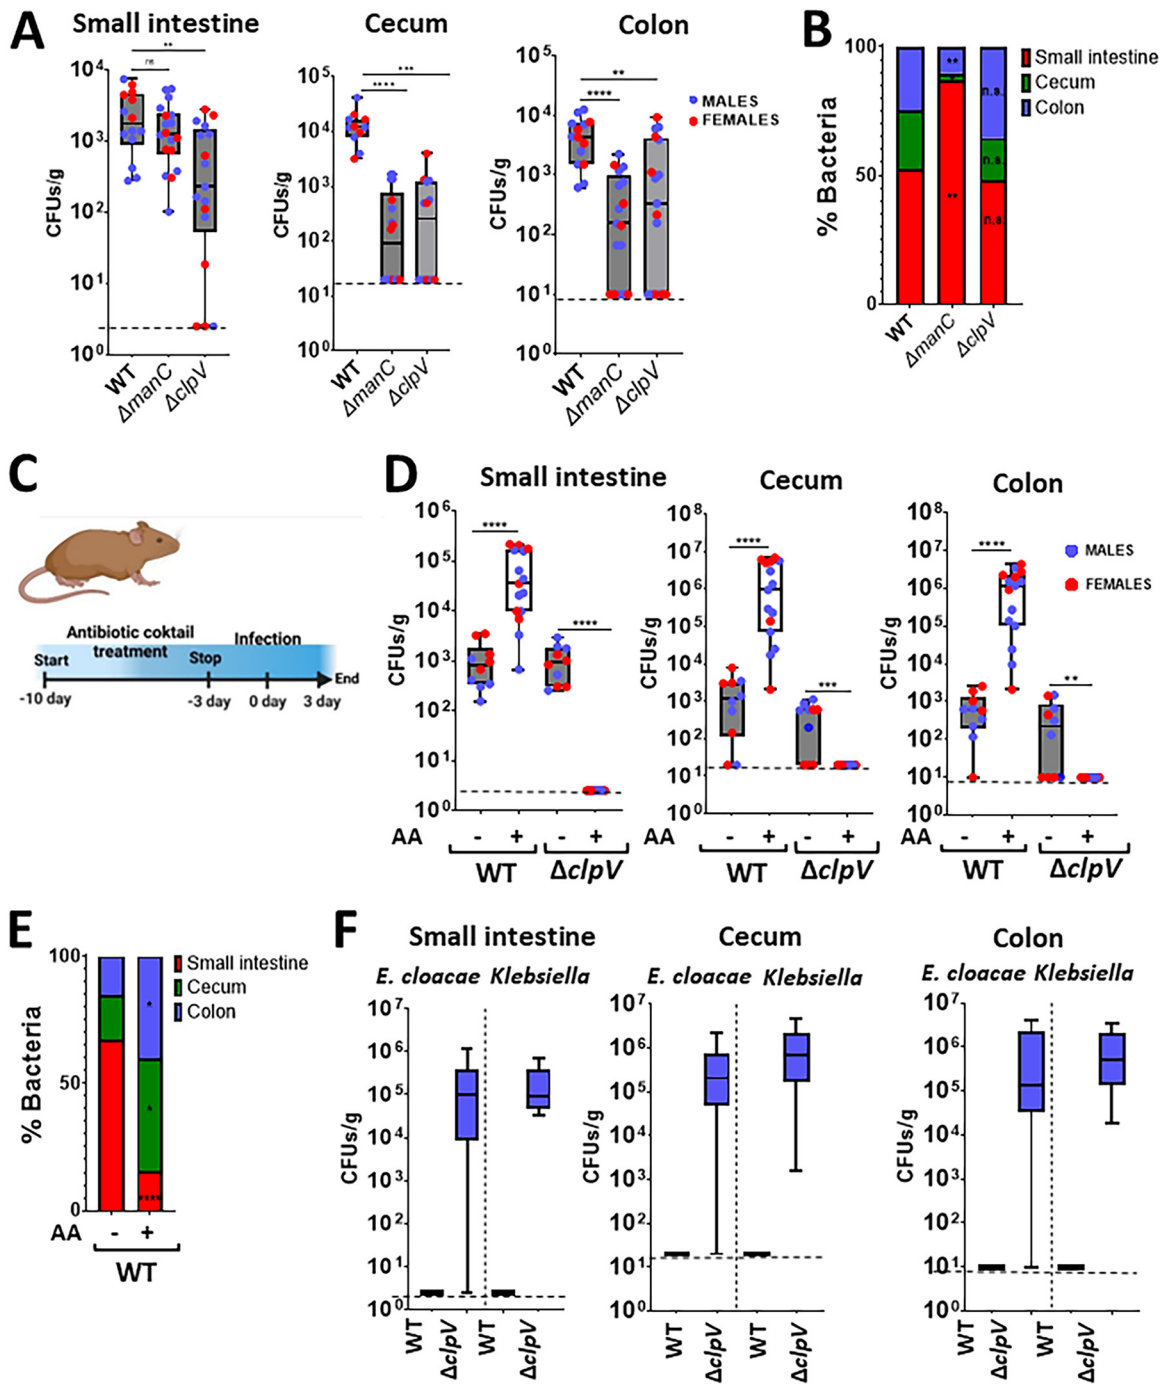 A
Small intestine
Cecum
Colon
CFUs/g
10⁴
10³
10²
10¹
10⁰
**
ns
WT
ΔmanC
ΔclpV
CFUs/g
10⁵
10⁴
10³
10²
10¹
10⁰
***
****
WT
ΔmanC
ΔclpV
CFUs/g
10⁵
10⁴
10³
10²
10¹
10⁰
**
****
WT
ΔmanC
ΔclpV
MALES
FEMALES
B
% Bacteria
100
50
0
**
**
n.s.
n.s.
n.s
WT
ΔmanC
ΔclpV
Small intestine
Cecum
Colon
C
Antibiotic coktail
treatment
Infection
Start
Stop
End
-10 day
-3 day
0 day
3 day
D
Small intestine
Cecum
Colon
CFUs/g
10⁶
10⁵
10⁴
10³
10²
10¹
10⁰
****
****
AA - + - +
WT ΔclpV
CFUs/g
10⁸
10⁷
10⁶
10⁵
10⁴
10³
10²
10¹
10⁰
****
***
AA - + - +
WT ΔclpV
CFUs/g
10⁸
10⁷
10⁶
10⁵
10⁴
10³
10²
10¹
10⁰
****
**
AA - + - +
WT ΔclpV
MALES
FEMALES
E
% Bacteria
100
50
0
*
*
****
AA - +
WT
Small intestine
Cecum
Colon
F
Small intestine
Cecum
Colon
E. cloacae Klebsiella
E. cloacae Klebsiella
E. cloacae Klebsiella
CFUs/g
10⁷
10⁶
10⁵
10⁴
10³
10²
10¹
10⁰
WT
ΔclpV
WT
ΔclpV
CFUs/g
10⁷
10⁶
10⁵
10⁴
10³
10²
10¹
10⁰
WT
ΔclpV
WT
ΔclpV
CFUs/g
10⁷
10⁶
10⁵
10⁴
10³
10²
10¹
10⁰
WT
ΔclpV
WT
ΔclpV